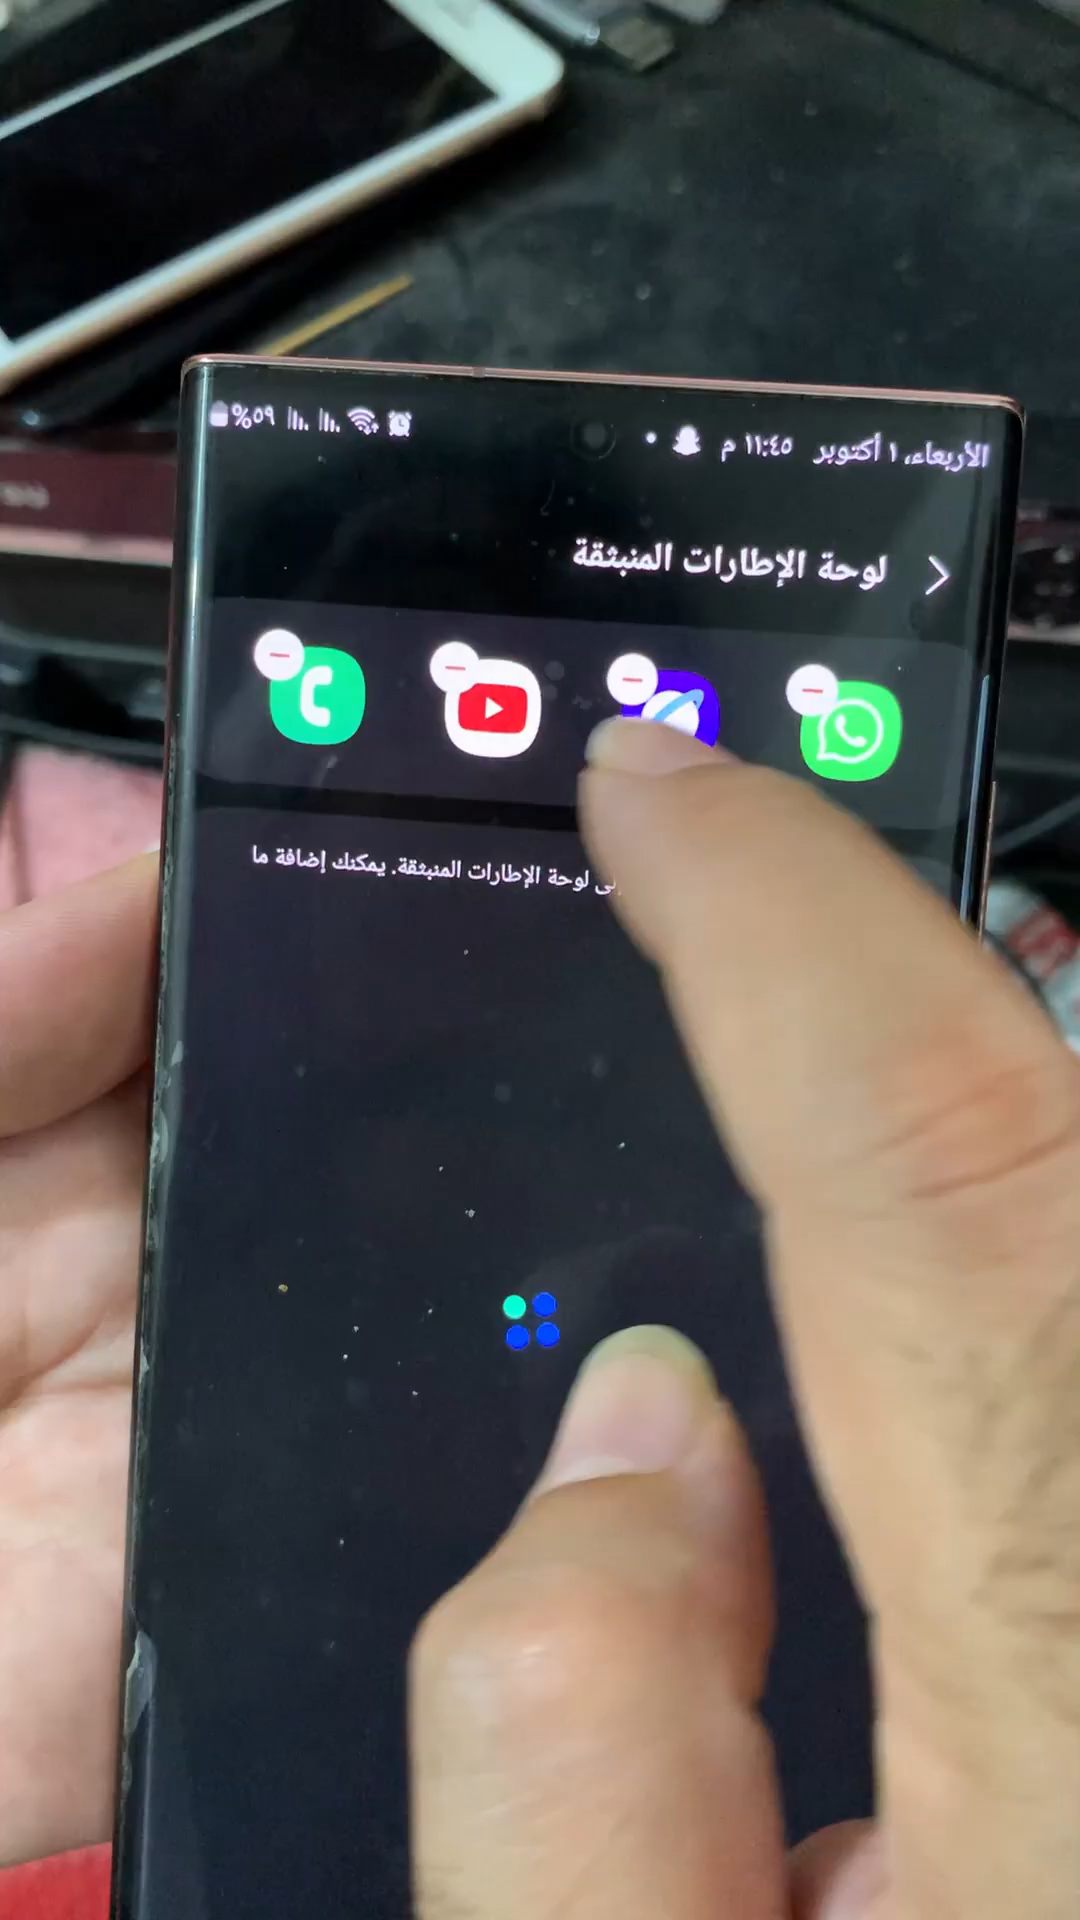 الأربعاء، ١ أكتوبر ١١:٤٥ م
%٥٩
لوحة الإطارات المنبثقة
لوحة الإطارات المنبثقة. يمكنك إضافة ما